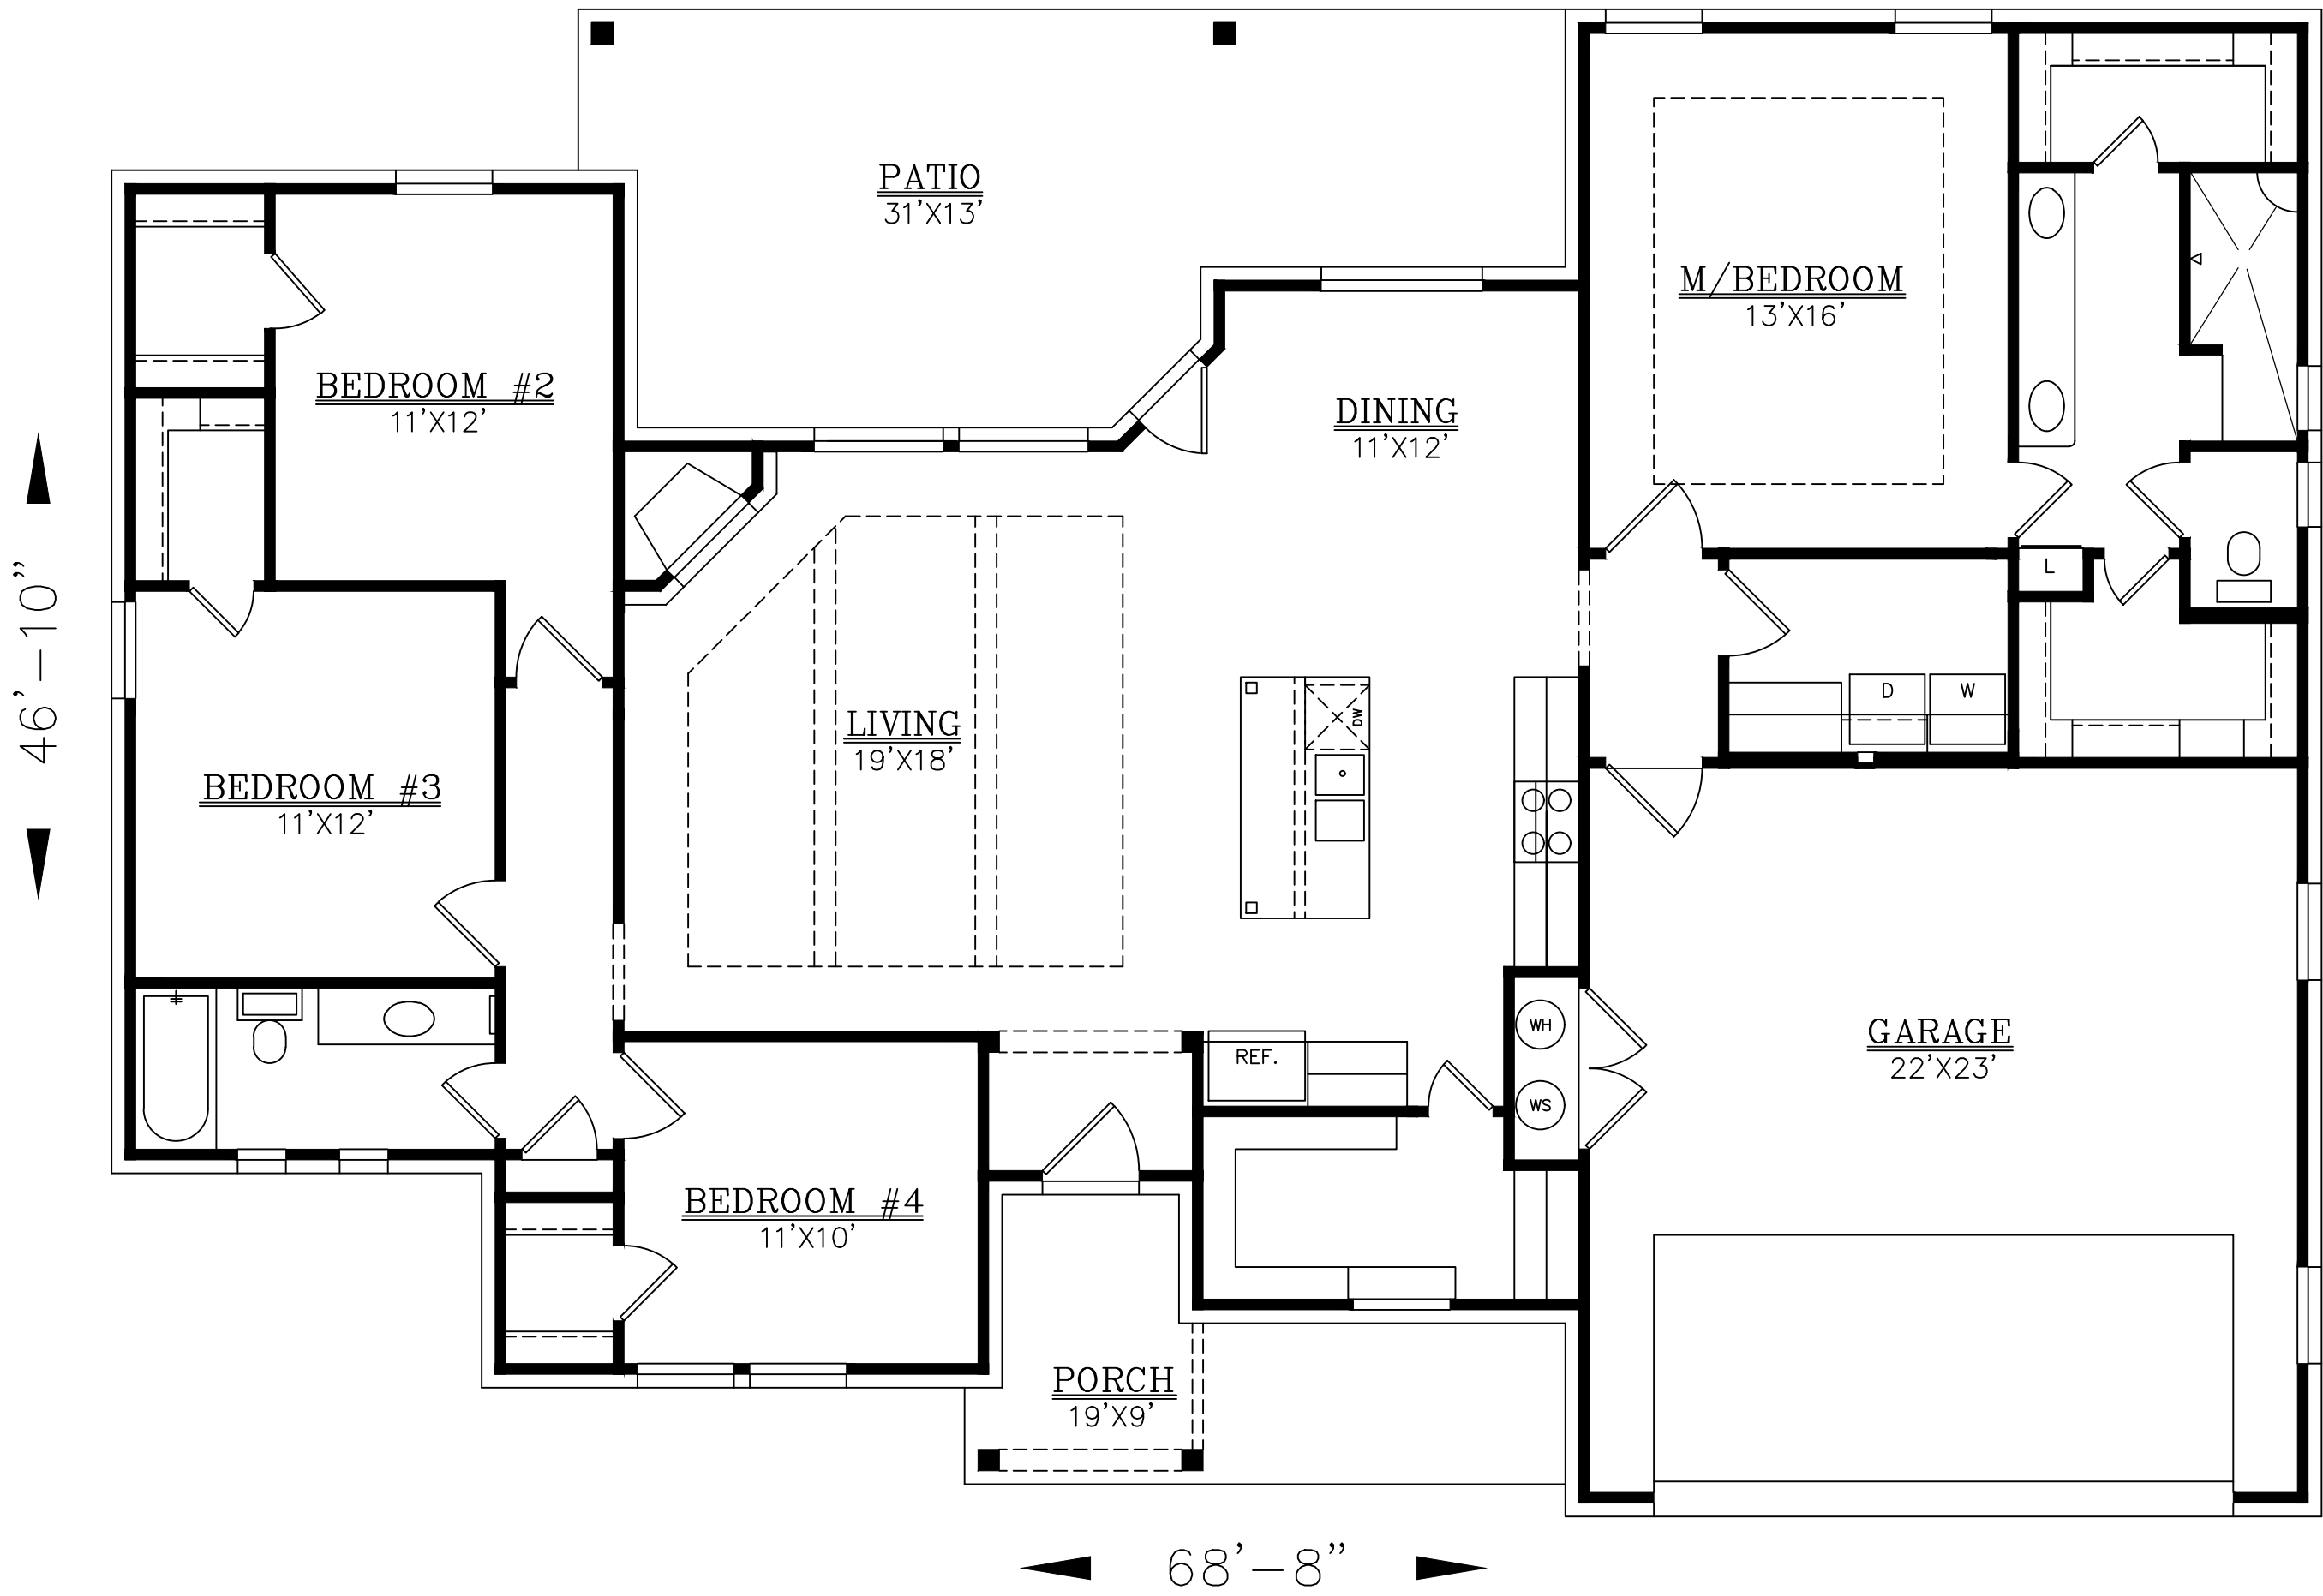 PATIO
31'X13'
M/BEDROOM
13'X16'
BEDROOM #2
11'X12'
DINING
11'X12'
L
D
W
DW
LIVING
19'X18'
BEDROOM #3
11'X12'
46'-10"
WH
WS
REF.
GARAGE
22'X23'
BEDROOM #4
11'X10'
PORCH
19'X9'
68'-8"